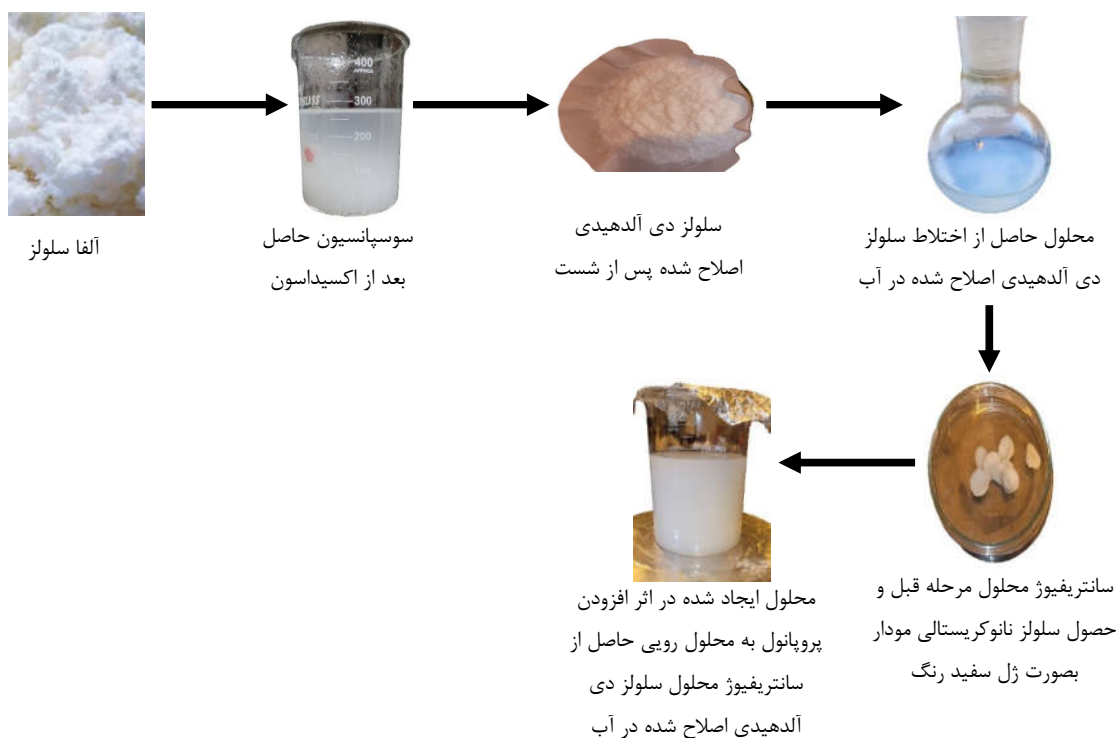 400
APPROX
300
GLASS
200
آلفا سلولز
سوسپانسیون حاصل
بعد از اکسیداسون
سلولز دی آلدهیدی
اصلاح شده پس از شست
محلول حاصل از اختلاط سلولز
دی آلدهیدی اصلاح شده در آب
سانتریفیوژ محلول مرحله قبل و
حصول سلولز نانوکریستالی مودار
بصورت ژل سفید رنگ
محلول ایجاد شده در اثر افزودن
پروپانول به محلول رویی حاصل از
سانتریفیوژ محلول سلولز دی
آلدهیدی اصلاح شده در آب